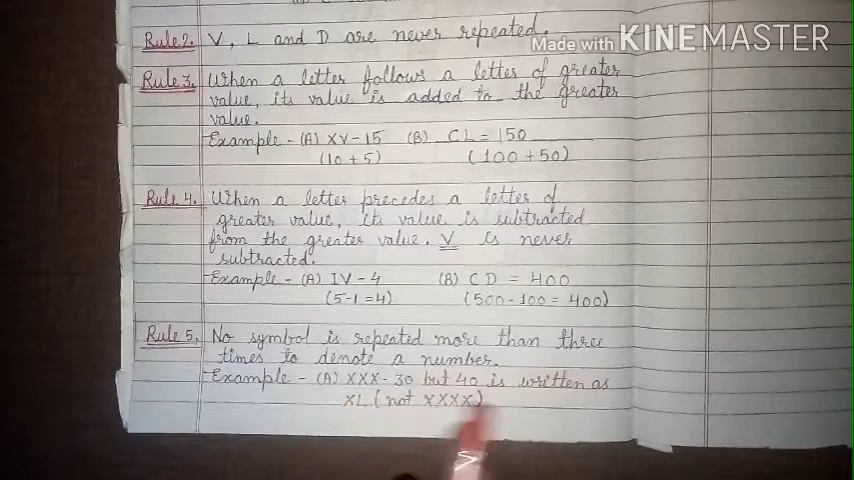 Rule 2. V, L and D are never repeated.
Made with KINEMASTER
Rule 3. When a letter follows a letter of greater
value, its value is added to the greater
value.
Example - (A) XV - 15 (B) CL = 150
(10 + 5) (100 + 50)
Rule 4. When a letter precedes a letter of
greater value, its value is subtracted
from the greater value. V is never
subtracted.
Example - (A) IV - 4 (B) CD = 400
(5-1 = 4) (500 - 100 = 400)
Rule 5. No symbol is repeated more than three
times to denote a number.
Example - (A) XXX - 30 but 40 is written as
XL (not XXXX)